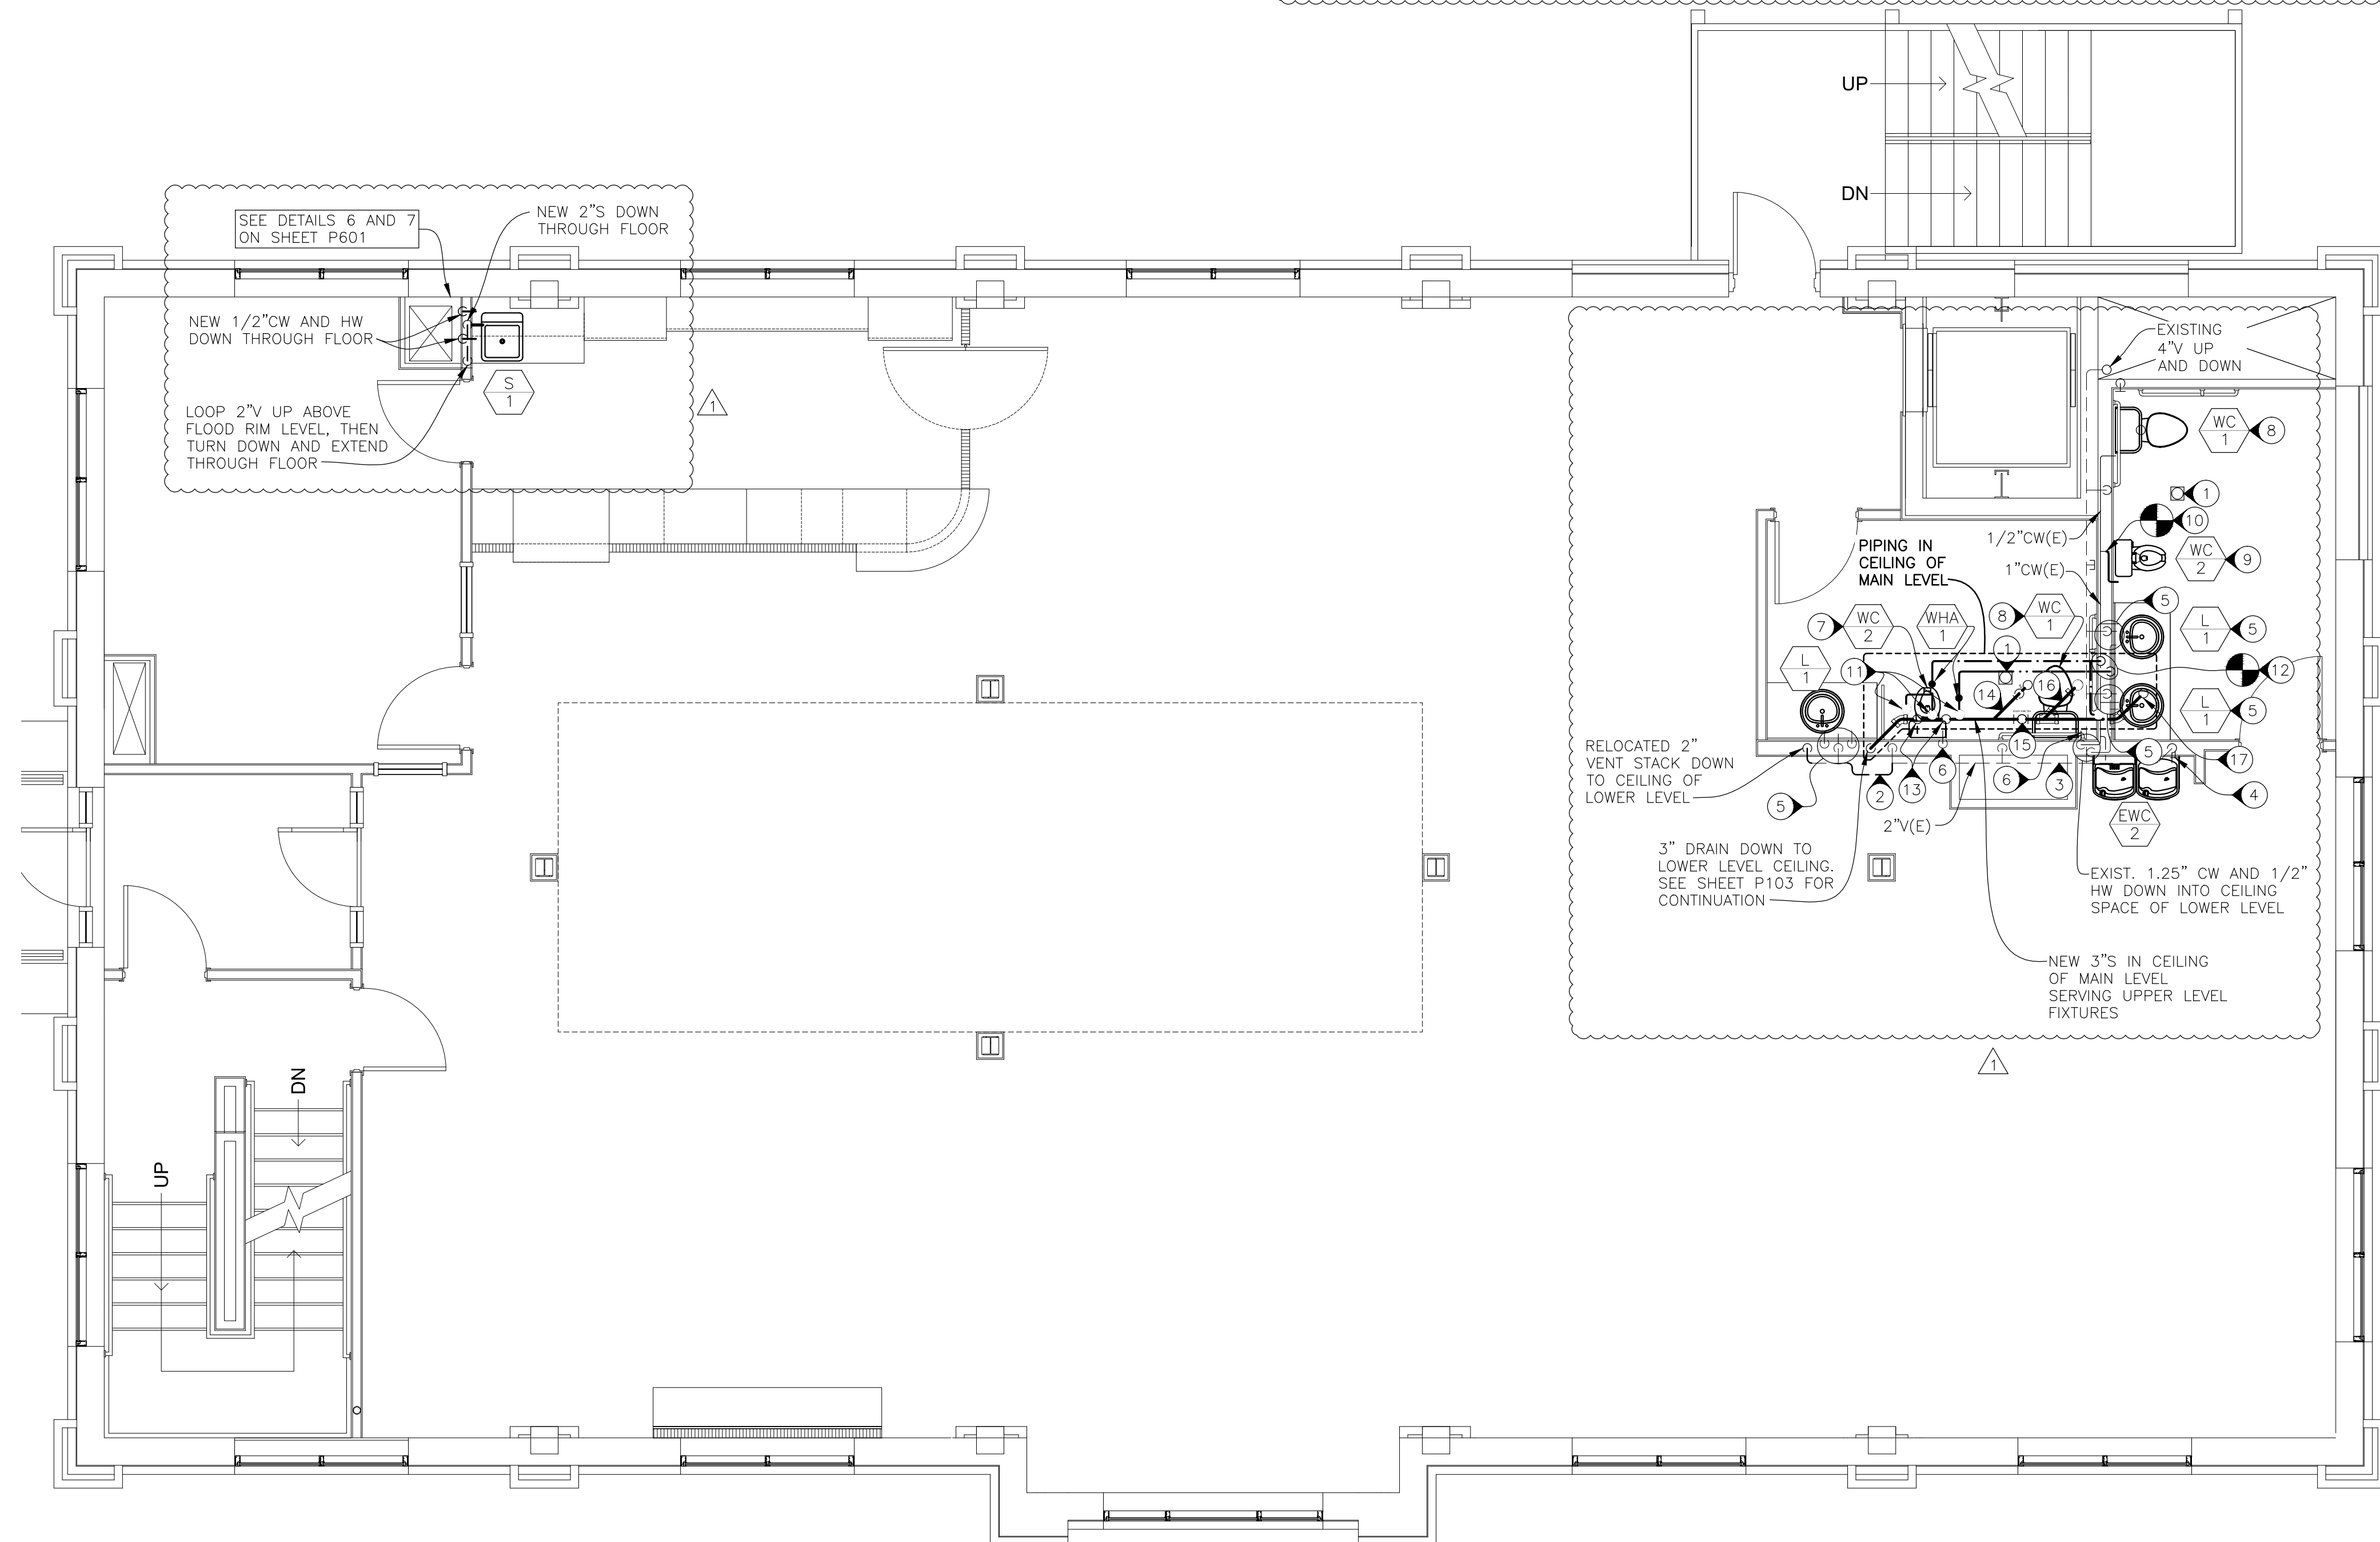 UP
DN
SEE DETAILS 6 AND 7
ON SHEET P601
NEW 2"S DOWN
THROUGH FLOOR
NEW 1/2"CW AND HW
DOWN THROUGH FLOOR
S
1
LOOP 2"V UP ABOVE
FLOOD RIM LEVEL, THEN
TURN DOWN AND EXTEND
THROUGH FLOOR
1
EXISTING
4"V UP
AND DOWN
WC
1
8
1
10
1/2"CW(E)
PIPING IN
CEILING OF
MAIN LEVEL
WC
2
9
1"CW(E)
5
7
WC
2
WHA
1
8
WC
1
L
1
5
1
L
1
11
12
14
16
L
1
5
RELOCATED 2"
VENT STACK DOWN
TO CEILING OF
LOWER LEVEL
15
5
17
6
6
3
13
2
5
4
2"V(E)
EWC
2
3" DRAIN DOWN TO
LOWER LEVEL CEILING.
SEE SHEET P103 FOR
CONTINUATION
EXIST. 1.25" CW AND 1/2"
HW DOWN INTO CEILING
SPACE OF LOWER LEVEL
NEW 3"S IN CEILING
OF MAIN LEVEL
SERVING UPPER LEVEL
FIXTURES
1
DN
UP